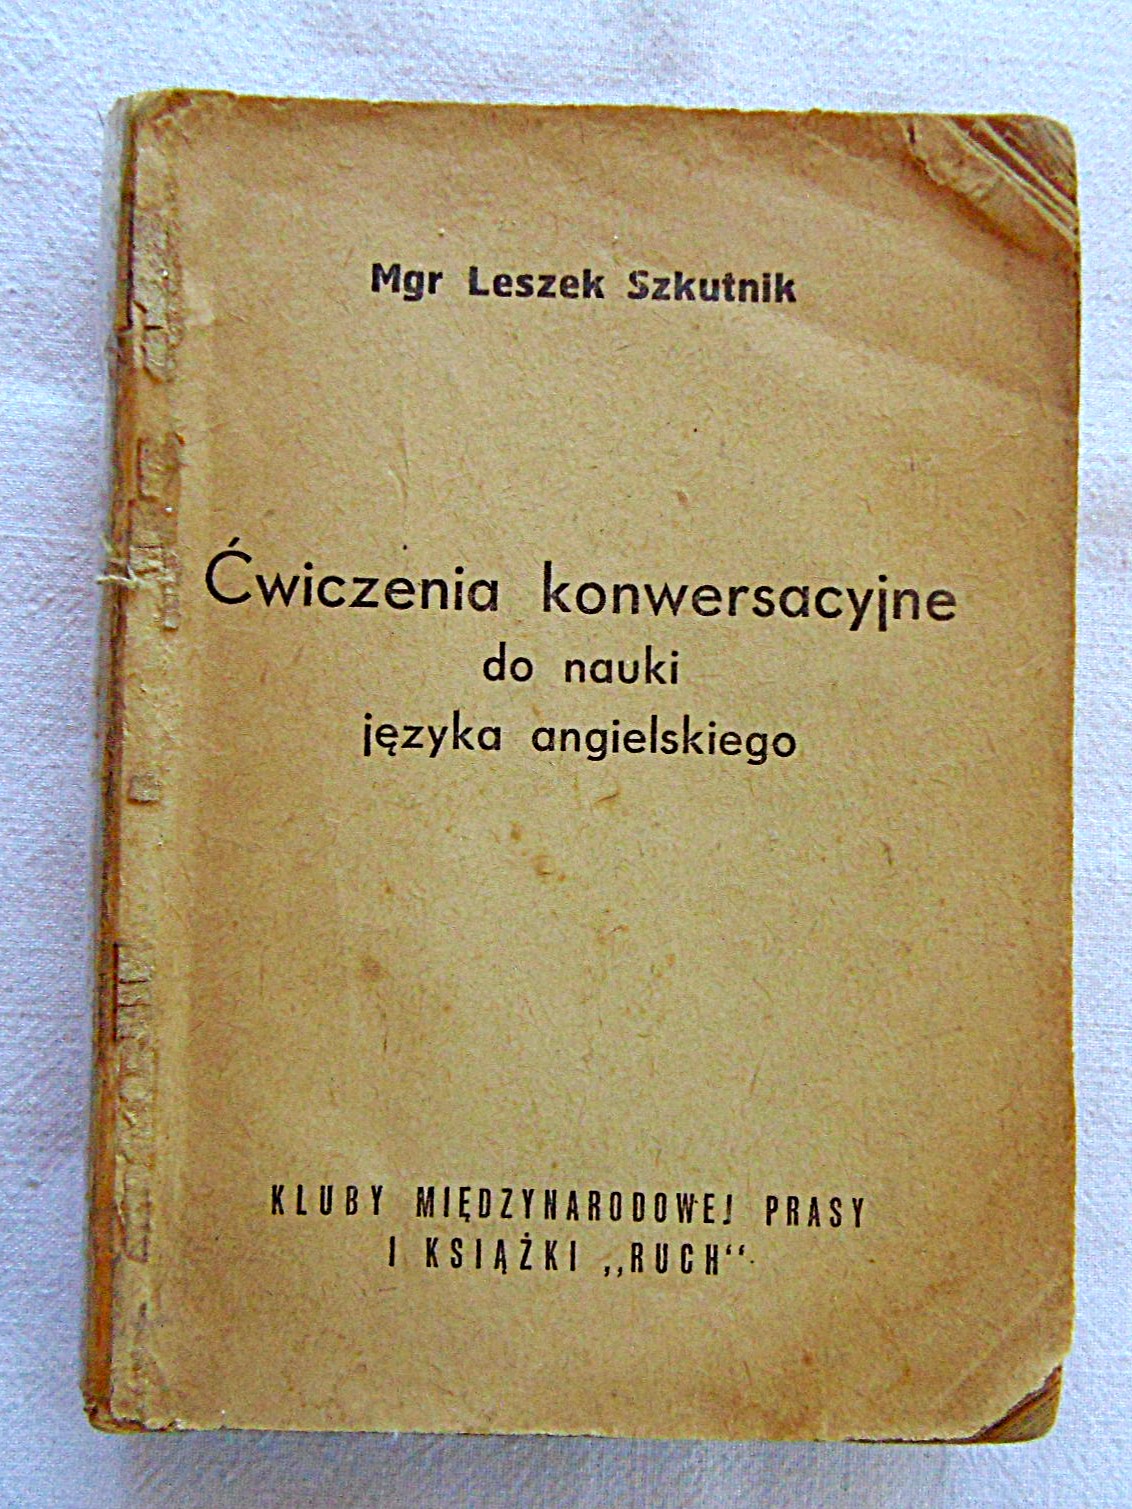 Mgr Leszek Szkutnik
Ćwiczenia konwersacyjne
do nauki
języka angielskiego
KLUBY MIĘDZYNARODOWEJ PRASY
I KSIĄŻKI „RUCH“